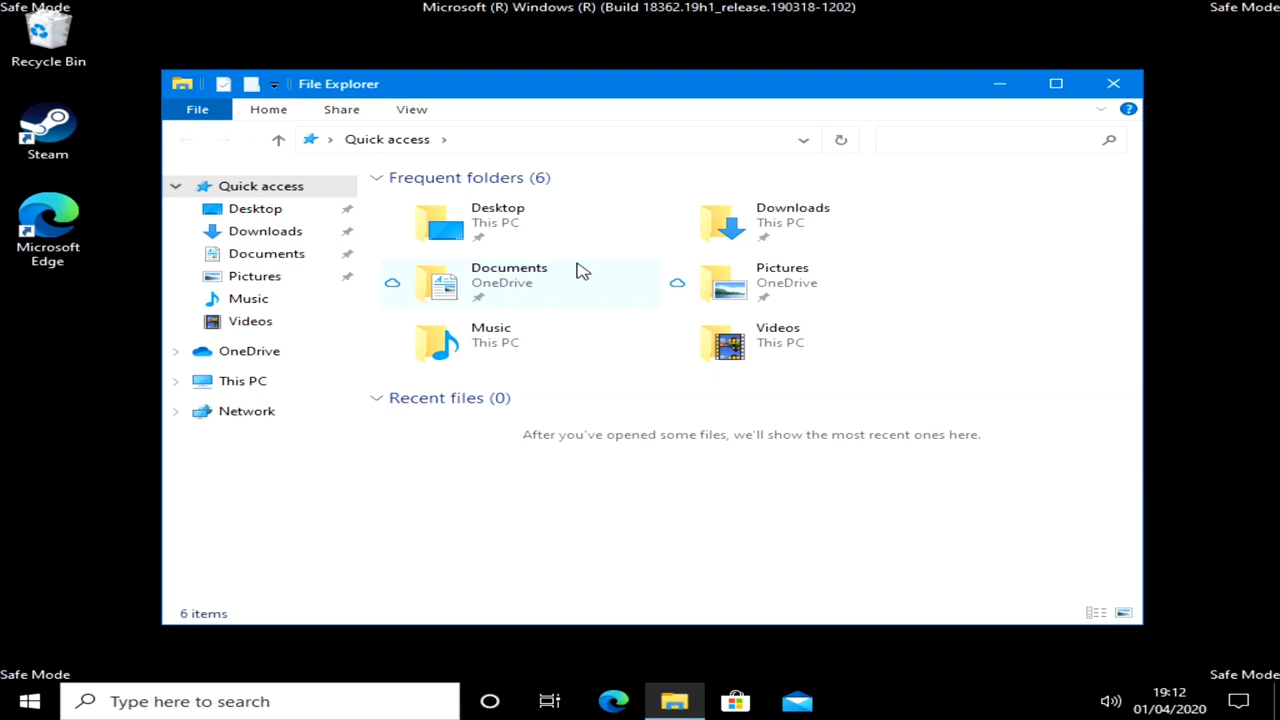 Safe Mode
Microsoft (R) Windows (R) (Build 18362.19h1_release.190318-1202)
Safe Mode
Recycle Bin
Steam
Microsoft
Edge
File Explorer
File
Home
Share
View
?
Quick access
Quick access
Desktop
Downloads
Documents
Pictures
Music
Videos
OneDrive
This PC
Network
Frequent folders (6)
Desktop
This PC
Downloads
This PC
Documents
OneDrive
Pictures
OneDrive
Music
This PC
Videos
This PC
Recent files (0)
After you've opened some files, we'll show the most recent ones here.
6 items
Safe Mode
Safe Mode
Type here to search
19:12
01/04/2020